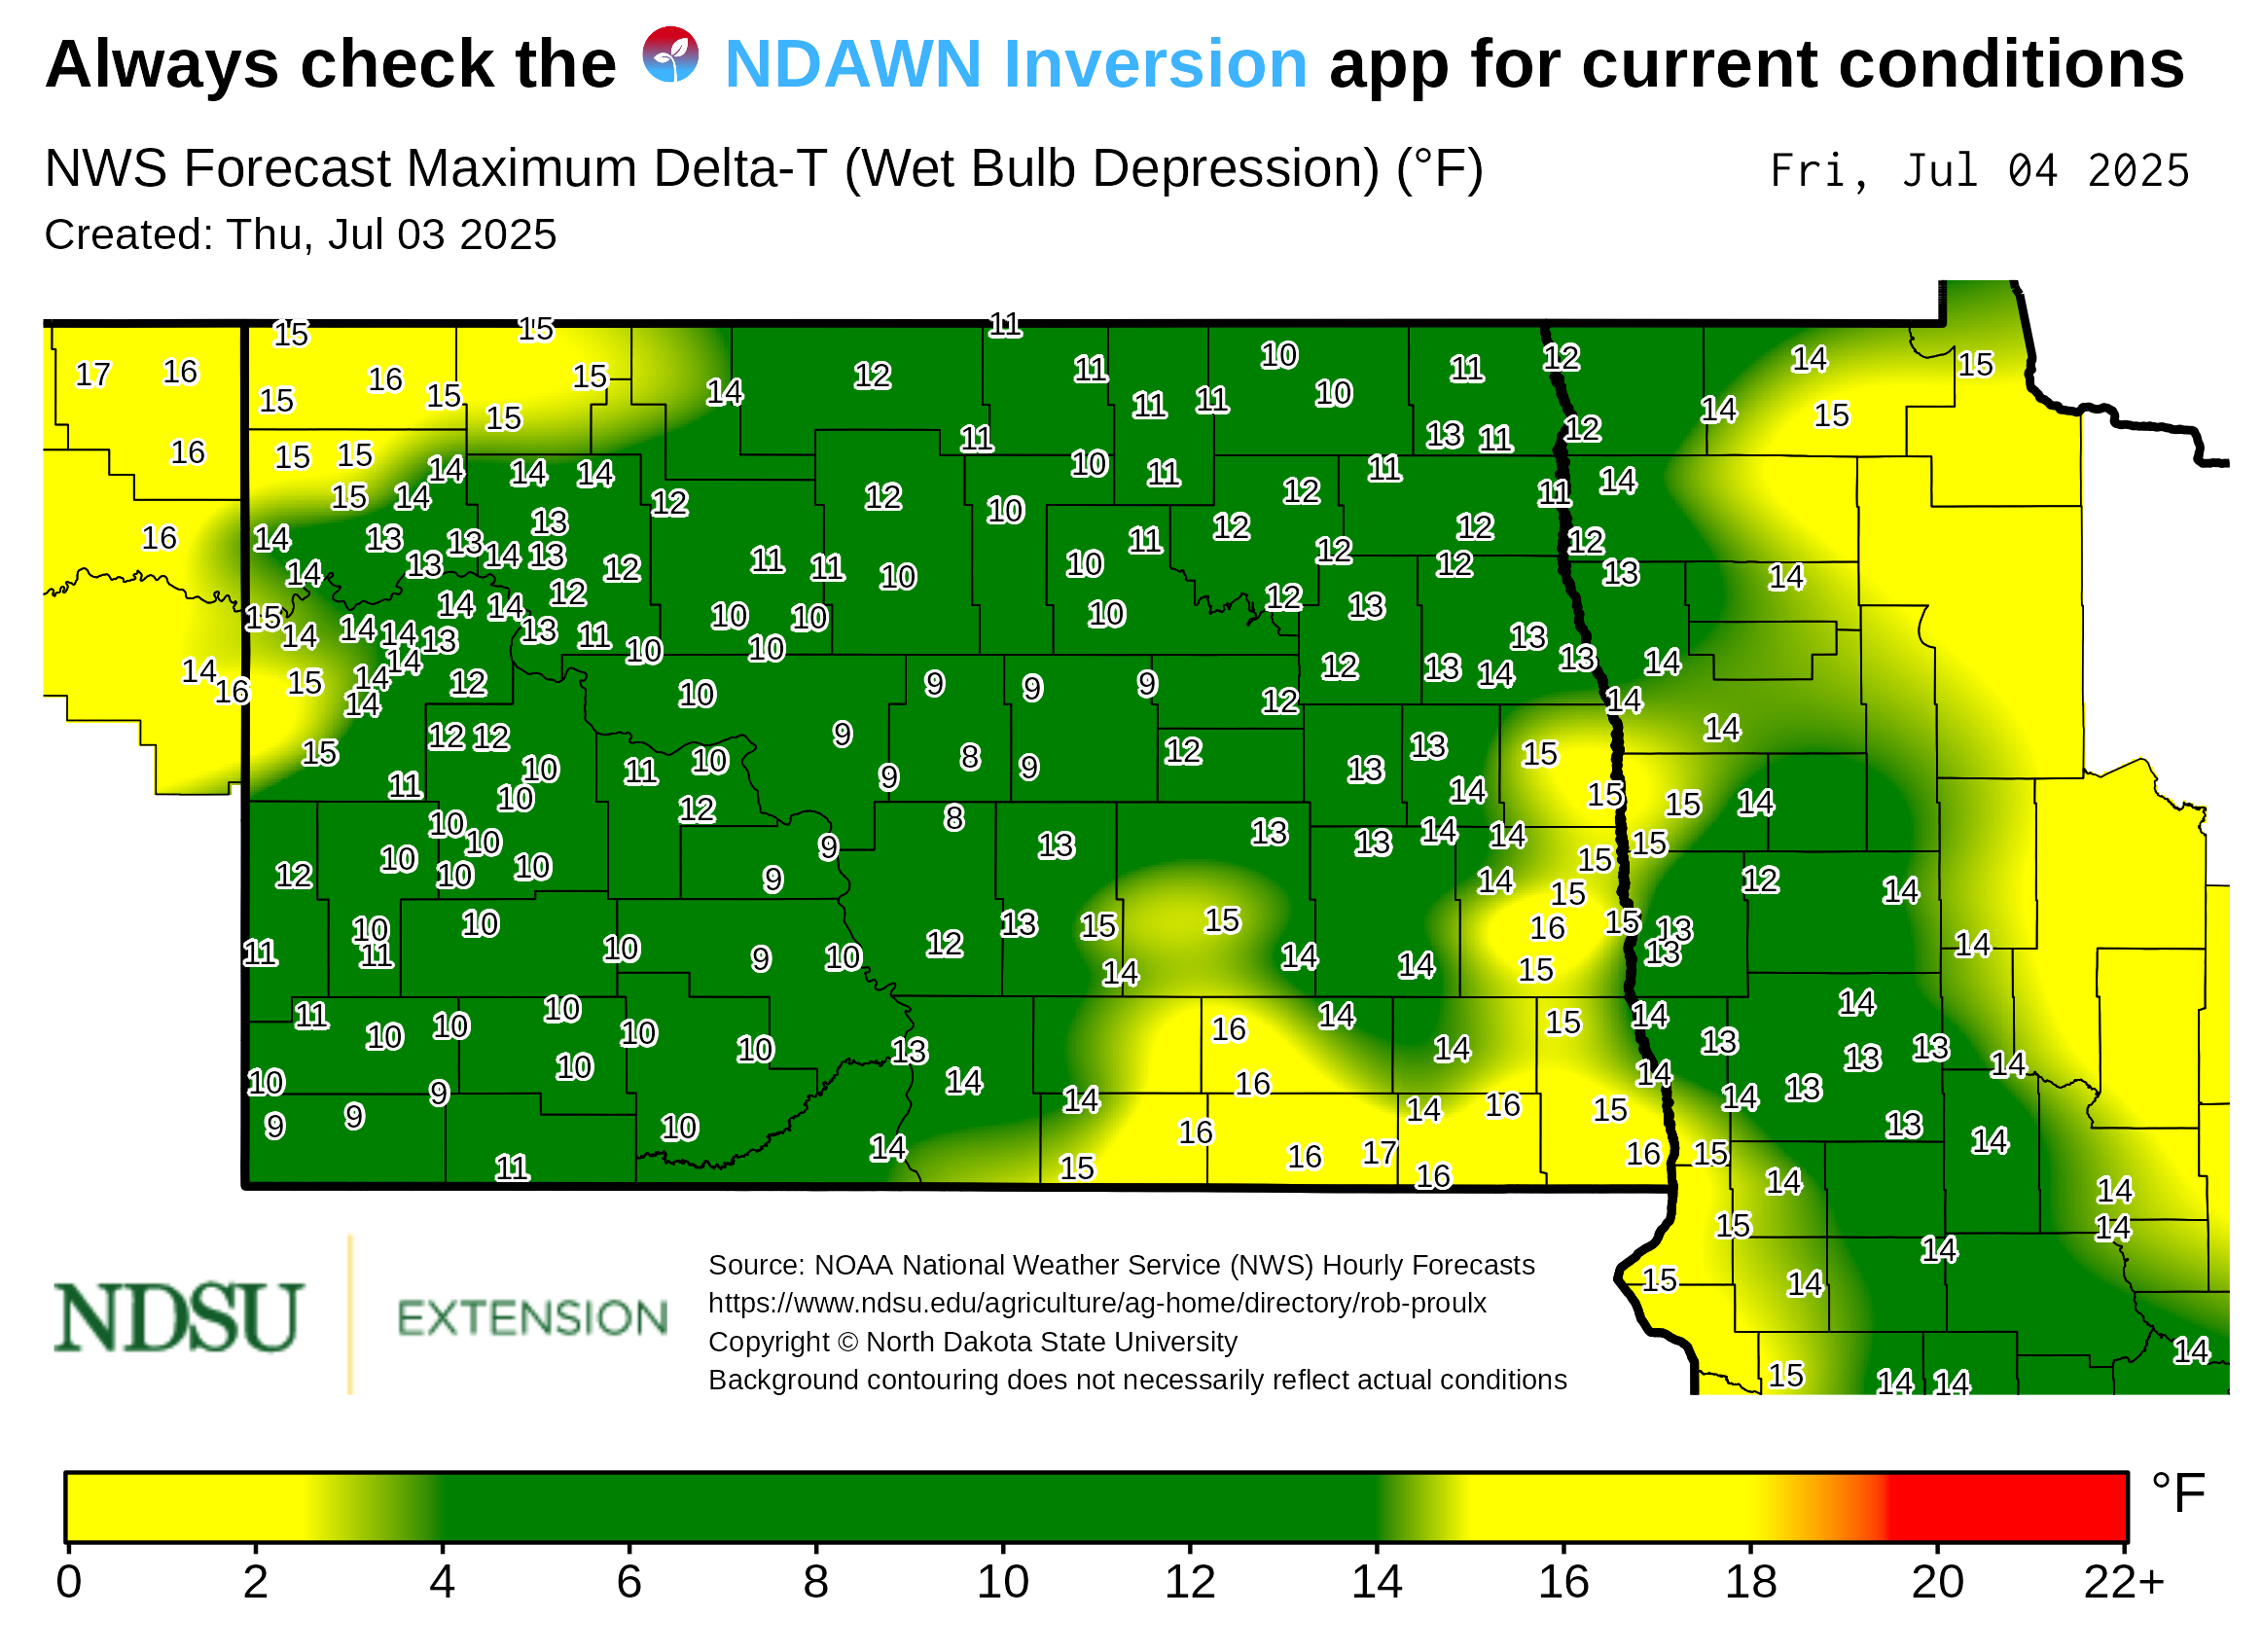 Always check the NDAWN Inversion app for current conditions
NWS Forecast Maximum Delta-T (Wet Bulb Depression) (°F) Fri, Jul 04 2025
Created: Thu, Jul 03 2025
15 15 11
17 16 15 16 15 15 15 14 12 11 11 11 10 10 11 12 14 15
15 16 15 15 14 14 14 11 10 11 13 11 12 14 15
15 14 12 12 10 12 11 11 14
16 14 13 13 13 14 13 13 12 11 11 10 11 10 12 12 12 12 12 13 14
14 15 14 14 14 13 14 14 12 13 11 10 10 10 10 10 12 13 13 13 14
14 16 15 14 14 14 12 10 9 9 9 12 12 13 14 14 14
15 12 12 11 10 10 11 10 12 9 9 8 9 12 13 13 14 15 15 15 14
12 10 10 10 10 10 9 9 8 13 13 13 14 14 14 15 15 12 14
11 10 11 10 10 9 10 12 13 15 14 15 14 14 15 16 15 15 13 13 14
11 10 10 10 10 10 10 13 14 16 14 14 15 14 13 14 13 13 14
10 9 9 9 10 11 14 14 15 16 16 16 14 17 16 16 15 16 14 15 14 13 13 14
15 14 14 14
15 14 14
15 14 14 14
NDSU EXTENSION
Source: NOAA National Weather Service (NWS) Hourly Forecasts
https://www.ndsu.edu/agriculture/ag-home/directory/rob-proulx
Copyright © North Dakota State University
Background contouring does not necessarily reflect actual conditions
°F
0 2 4 6 8 10 12 14 16 18 20 22+